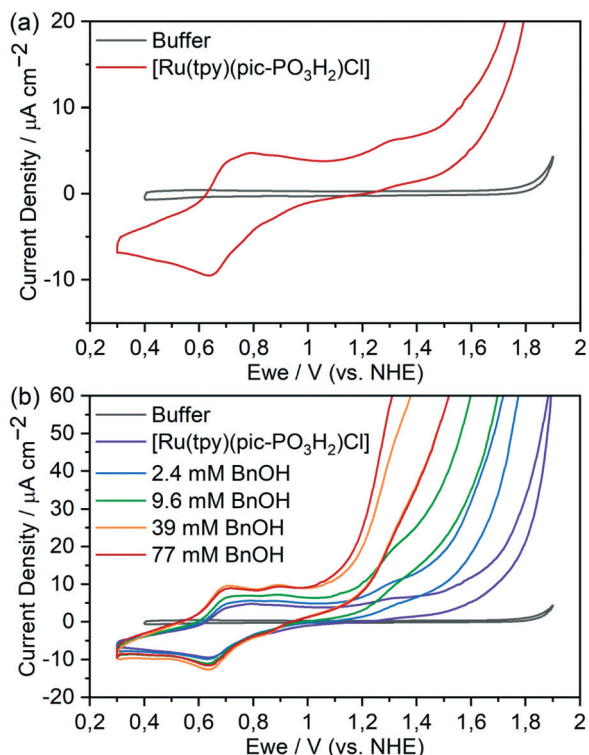 (a)
Buffer
[Ru(tpy)(pic-PO₃H₂)Cl]
Current Density / μA cm⁻²
20
10
0
-10
0,2 0,4 0,6 0,8 1 1,2 1,4 1,6 1,8 2
Ewe / V (vs. NHE)
(b)
Buffer
[Ru(tpy)(pic-PO₃H₂)Cl]
2.4 mM BnOH
9.6 mM BnOH
39 mM BnOH
77 mM BnOH
Current Density / μA cm⁻²
60
50
40
30
20
10
0
-10
-20
0,2 0,4 0,6 0,8 1 1,2 1,4 1,6 1,8 2
Ewe / V (vs. NHE)